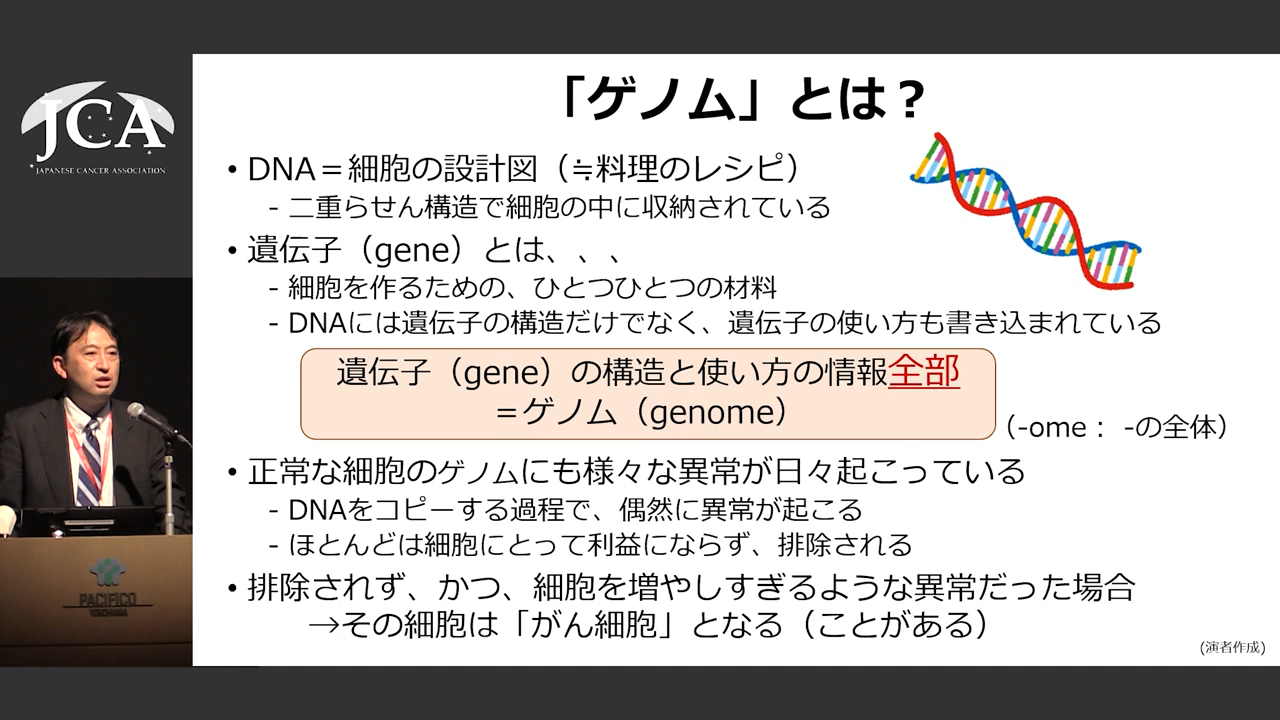 JCA
JAPANESE CANCER ASSOCIATION
「ゲノム」とは？
• DNA＝細胞の設計図（≒料理のレシピ）
- 二重らせん構造で細胞の中に収納されている
• 遺伝子（gene）とは、、、
- 細胞を作るための、ひとつひとつの材料
- DNAには遺伝子の構造だけでなく、遺伝子の使い方も書き込まれている
遺伝子（gene）の構造と使い方の情報全部
＝ゲノム（genome）
（-ome： -の全体）
• 正常な細胞のゲノムにも様々な異常が日々起こっている
- DNAをコピーする過程で、偶然に異常が起こる
- ほとんどは細胞にとって利益にならず、排除される
• 排除されず、かつ、細胞を増やしすぎるような異常だった場合
→その細胞は「がん細胞」となる（ことがある）
(演者作成)
PACIFICO
YOKOHAMA